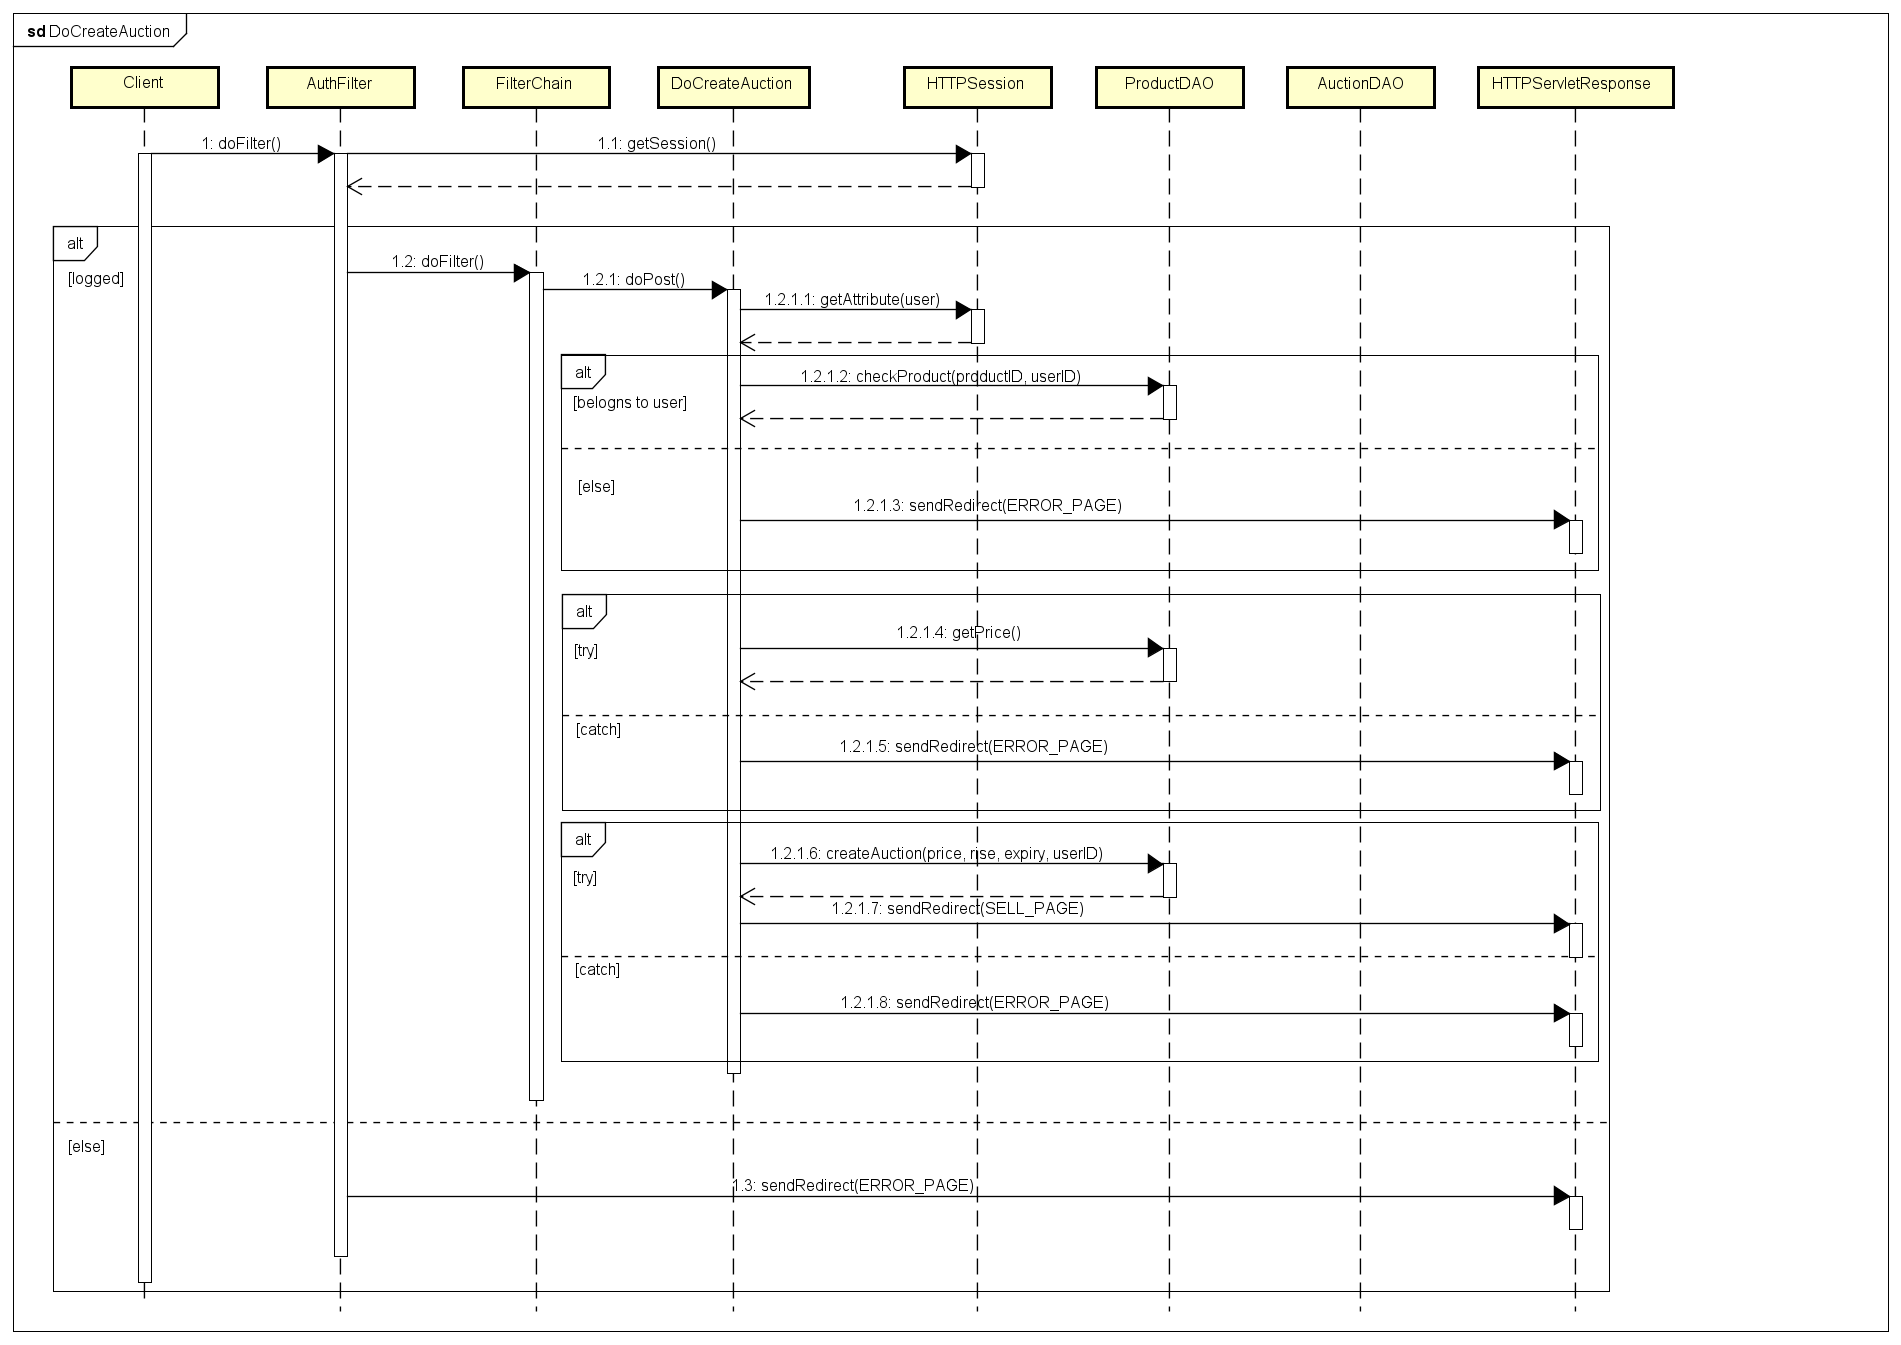 sd DoCreateAuction
Client
AuthFilter
FilterChain
DoCreateAuction
HTTPSession
ProductDAO
AuctionDAO
HTTPServletResponse
1: doFilter()
1.1: getSession()
alt
[logged]
1.2: doFilter()
1.2.1: doPost()
1.2.1.1: getAttribute(user)
alt
1.2.1.2: checkProduct(productID, userID)
[belogns to user]
[else]
1.2.1.3: sendRedirect(ERROR_PAGE)
alt
1.2.1.4: getPrice()
[try]
[catch]
1.2.1.5: sendRedirect(ERROR_PAGE)
alt
1.2.1.6: createAuction(price, rise, expiry, userID)
[try]
1.2.1.7: sendRedirect(SELL_PAGE)
[catch]
1.2.1.8: sendRedirect(ERROR_PAGE)
[else]
1.3: sendRedirect(ERROR_PAGE)